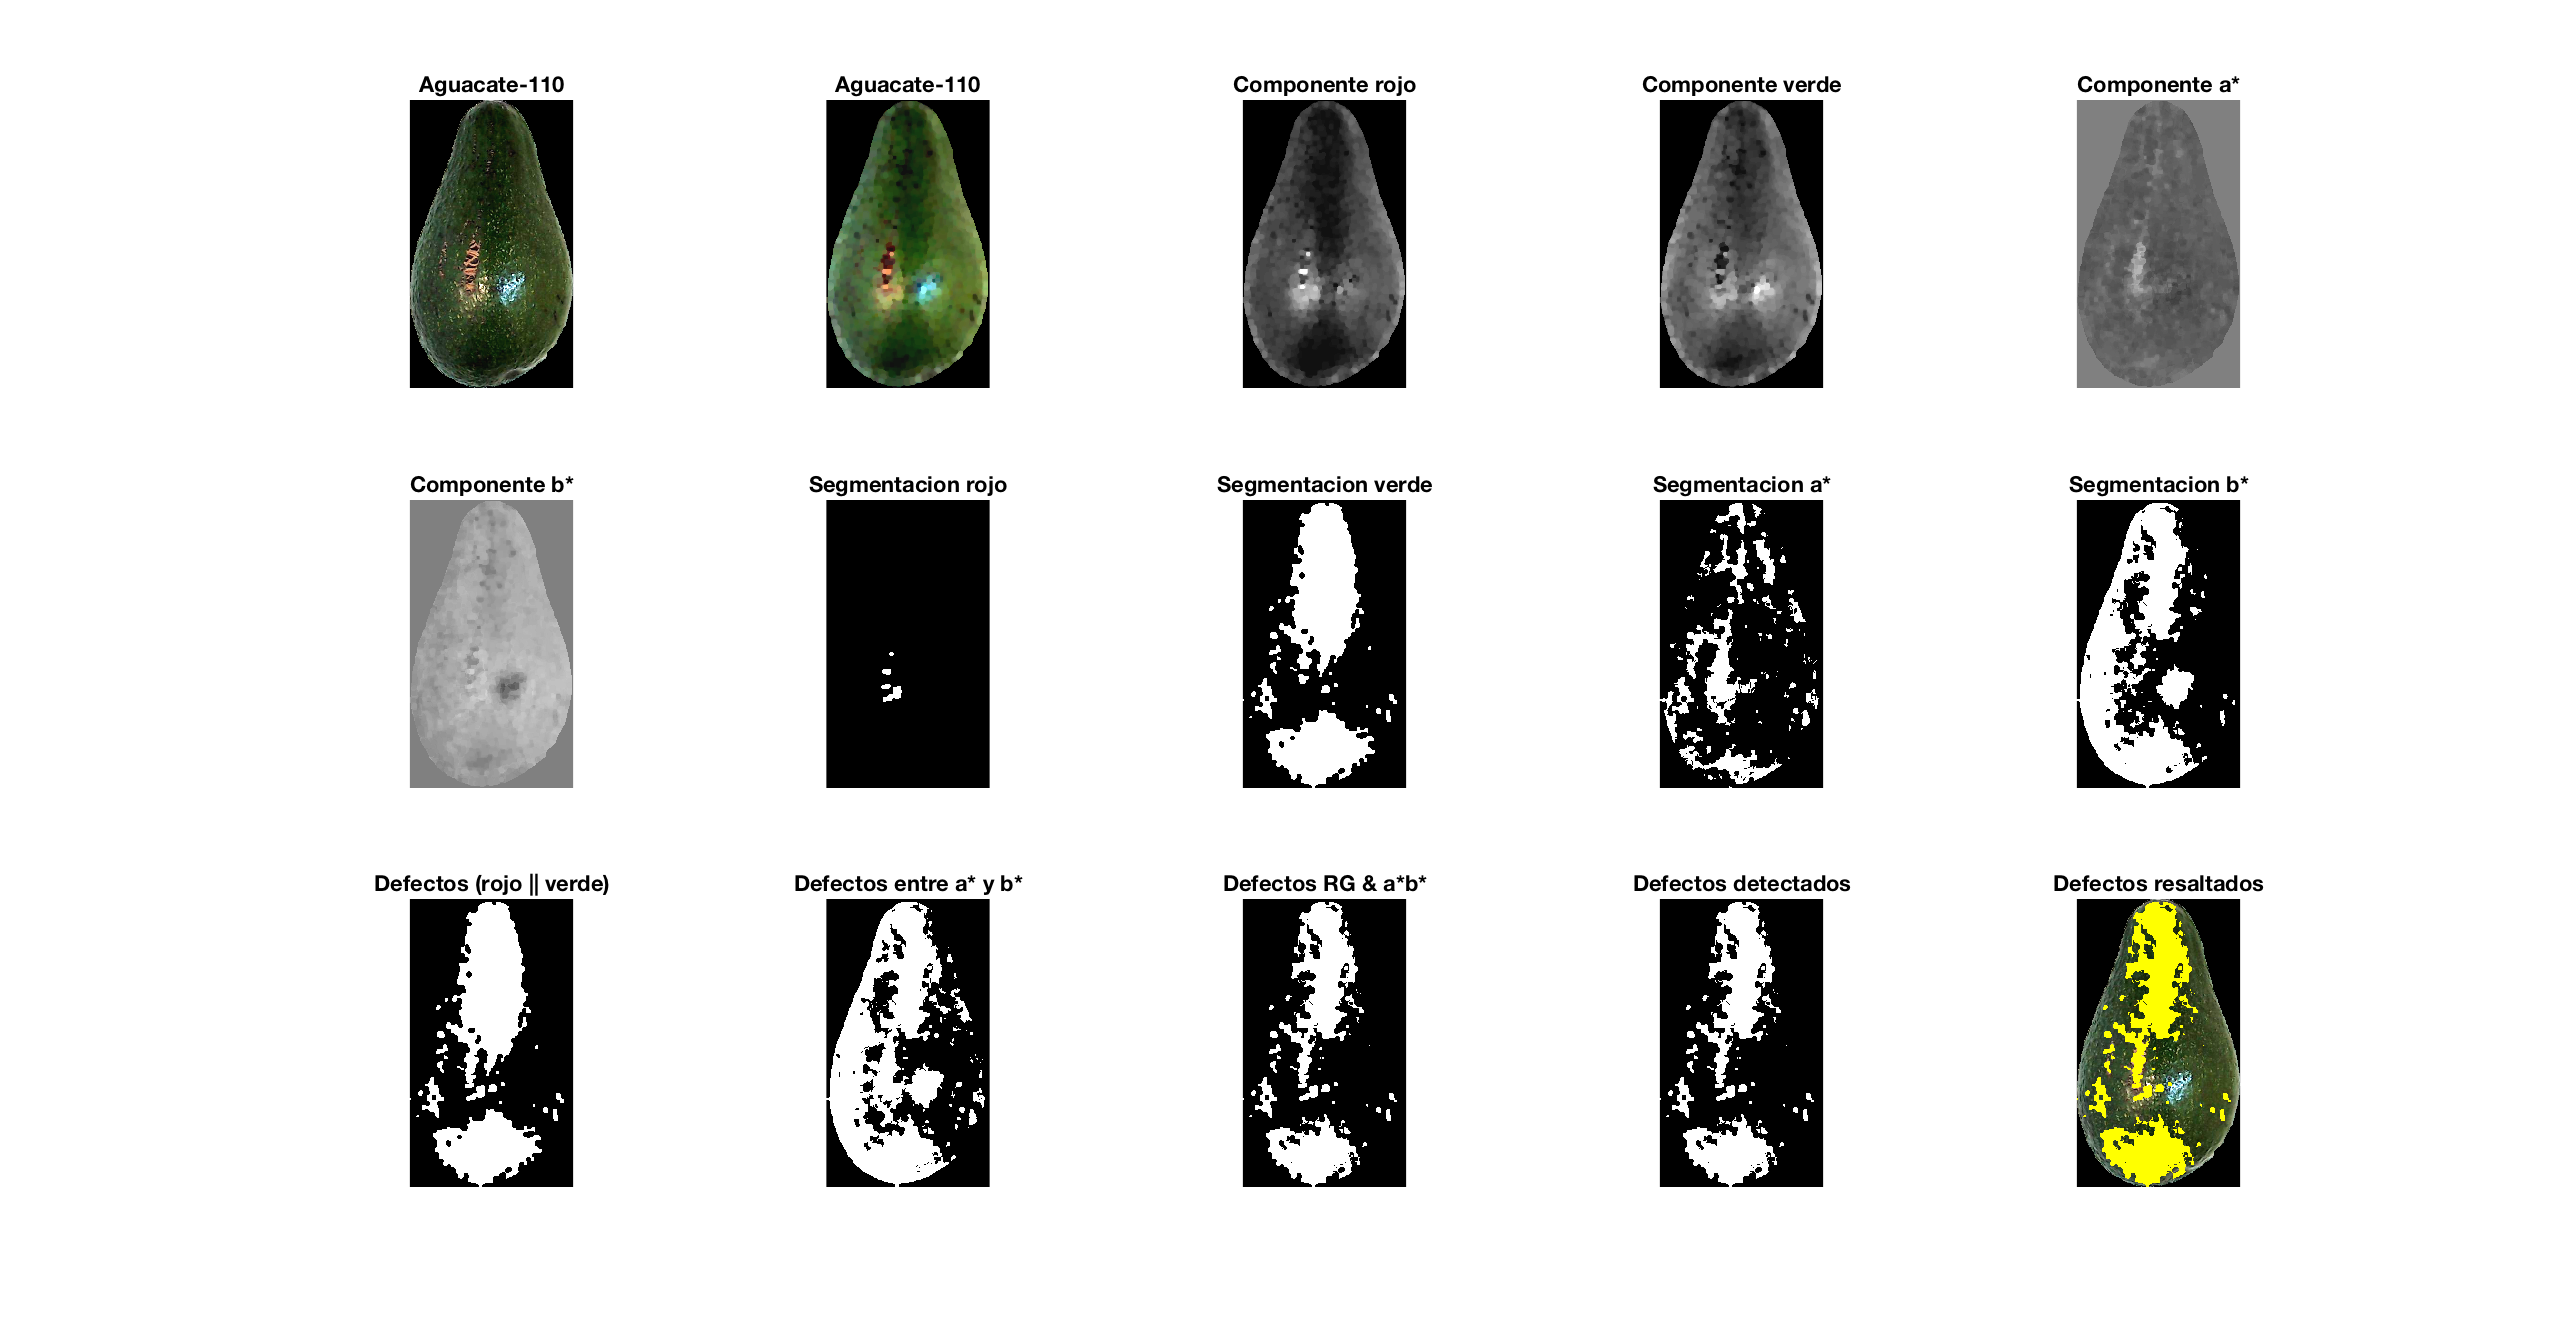 Aguacate-110
Aguacate-110
Componente rojo
Componente verde
Componente a*
Componente b*
Segmentacion rojo
Segmentacion verde
Segmentacion a*
Segmentacion b*
Defectos (rojo || verde)
Defectos entre a* y b*
Defectos RG & a*b*
Defectos detectados
Defectos resaltados